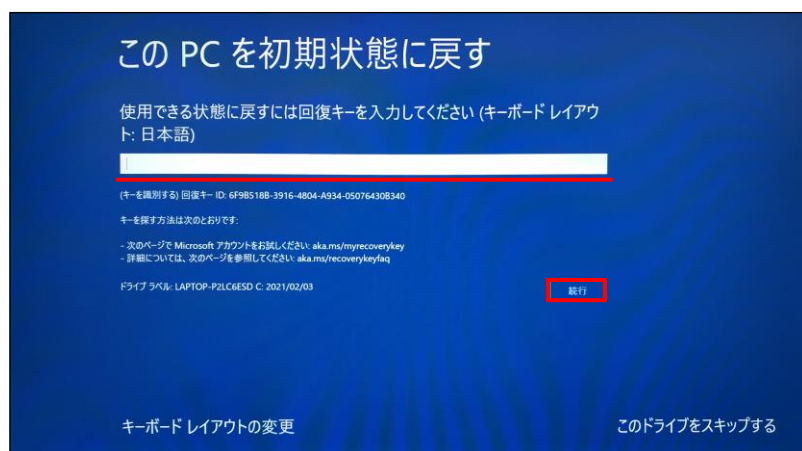 この PC を初期状態に戻す
使用できる状態に戻すには回復キーを入力してください (キーボード レイアウ
ト: 日本語)
(キーを識別する) 回復キー ID: 6F9B518B-3916-4804-A934-05076430B340
キーを探す方法は次のとおりです:
- 次のページで Microsoft アカウントをお試しください: aka.ms/myrecoverykey
- 詳細については、次のページを参照してください: aka.ms/recoverykeyfaq
ドライブ ラベル: LAPTOP-P2LC6ESD C: 2021/02/03
続行
キーボード レイアウトの変更
このドライブをスキップする